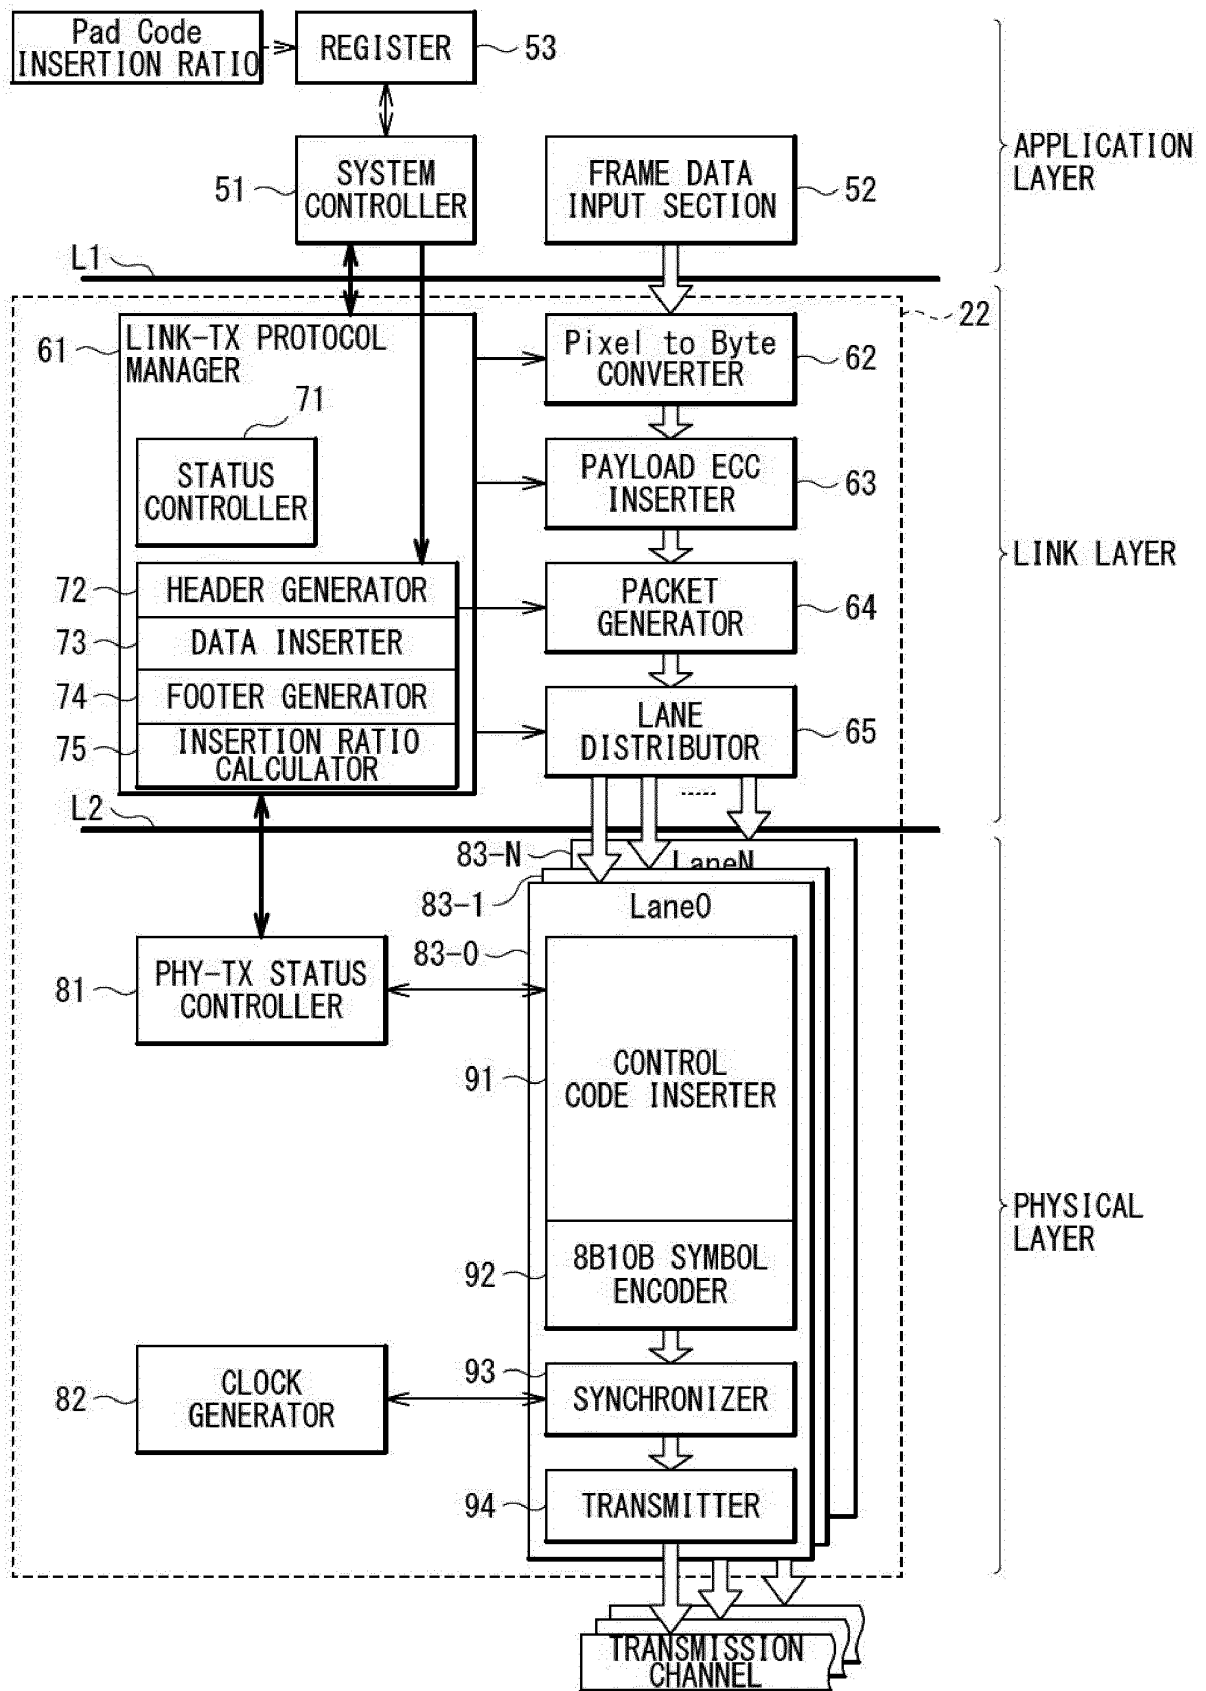 Pad Code
INSERTION RATIO
REGISTER
53
SYSTEM
CONTROLLER
51
FRAME DATA
INPUT SECTION
52
APPLICATION
LAYER
L1
22
LINK-TX PROTOCOL
MANAGER
61
Pixel to Byte
CONVERTER
62
71
STATUS
CONTROLLER
PAYLOAD ECC
INSERTER
63
LINK LAYER
72
HEADER GENERATOR
PACKET
GENERATOR
64
73
DATA INSERTER
74
FOOTER GENERATOR
LANE
DISTRIBUTOR
65
75
INSERTION RATIO
CALCULATOR
L2
83-N
LaneN
83-1
Lane0
83-0
81
PHY-TX STATUS
CONTROLLER
91
CONTROL
CODE INSERTER
PHYSICAL
LAYER
92
8B10B SYMBOL
ENCODER
82
CLOCK
GENERATOR
93
SYNCHRONIZER
94
TRANSMITTER
TRANSMISSION
CHANNEL